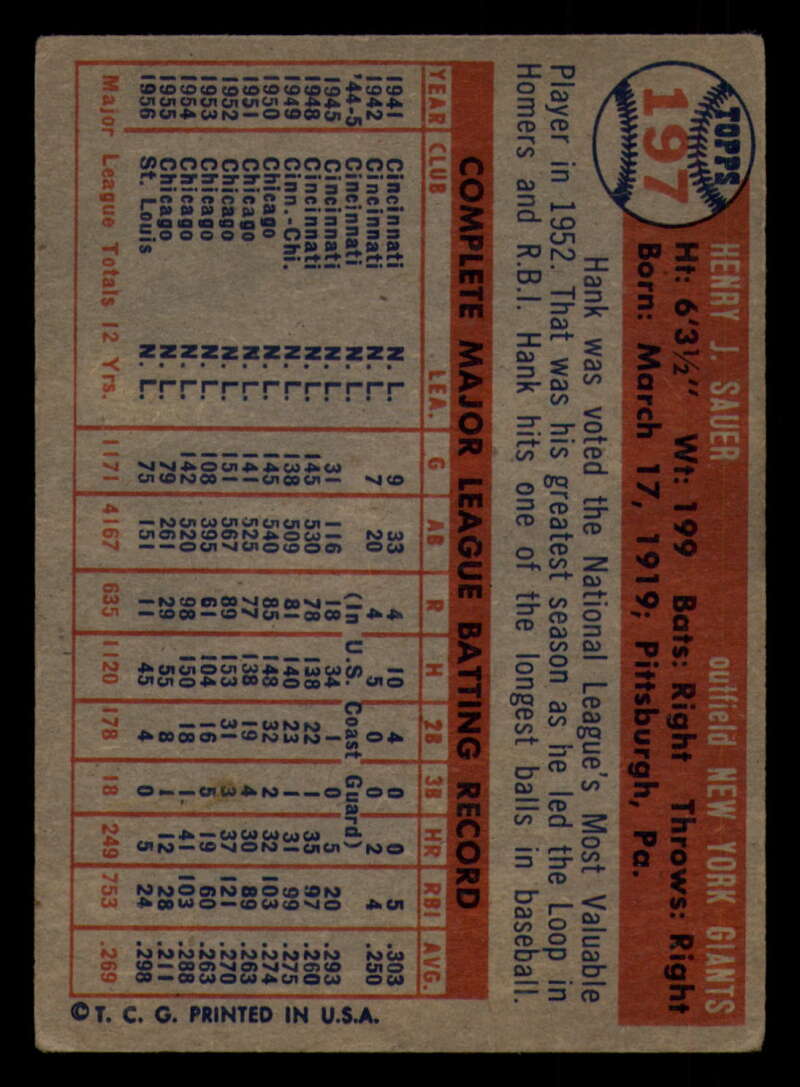 TOPPS
197
HENRY J. SAUER outfield NEW YORK GIANTS
Ht: 6'3½" Wt: 199 Bats: Right Throws: Right
Born: March 17, 1919; Pittsburgh, Pa.
Hank was voted the National League's Most Valuable
Player in 1952. That was his greatest season as he led the Loop in
Homers and R.B.I. Hank hits one of the longest balls in baseball.
COMPLETE MAJOR LEAGUE BATTING RECORD
YEAR CLUB LEA. G AB R H 2B 3B HR RBI AVG.
1941 Cincinnati N. L. 9 33 4 10 4 0 0 5 .303
1942 Cincinnati N. L. 7 20 4 5 0 0 2 4 .250
'44-5 Cincinnati N. L. (In U.S. Coast Guard)
1945 Cincinnati N. L. 31 116 18 34 1 0 5 20 .293
1948 Cincinnati N. L. 145 530 78 138 22 1 35 97 .260
1949 Cinn.-Chi. N. L. 138 509 81 140 23 1 31 99 .275
1950 Chicago N. L. 145 540 85 148 32 2 32 103 .274
1951 Chicago N. L. 141 525 77 138 19 4 30 89 .263
1952 Chicago N. L. 151 567 89 153 31 3 37 121 .270
1953 Chicago N. L. 108 395 61 104 16 5 19 60 .263
1954 Chicago N. L. 142 520 98 150 18 1 41 103 .288
1955 Chicago N. L. 79 261 29 55 8 1 12 28 .211
1956 St. Louis N. L. 75 151 11 45 4 0 5 24 .298
Major League Totals 12 Yrs. 1171 4167 635 1120 178 18 249 753 .269
© T. C. G. PRINTED IN U.S.A.